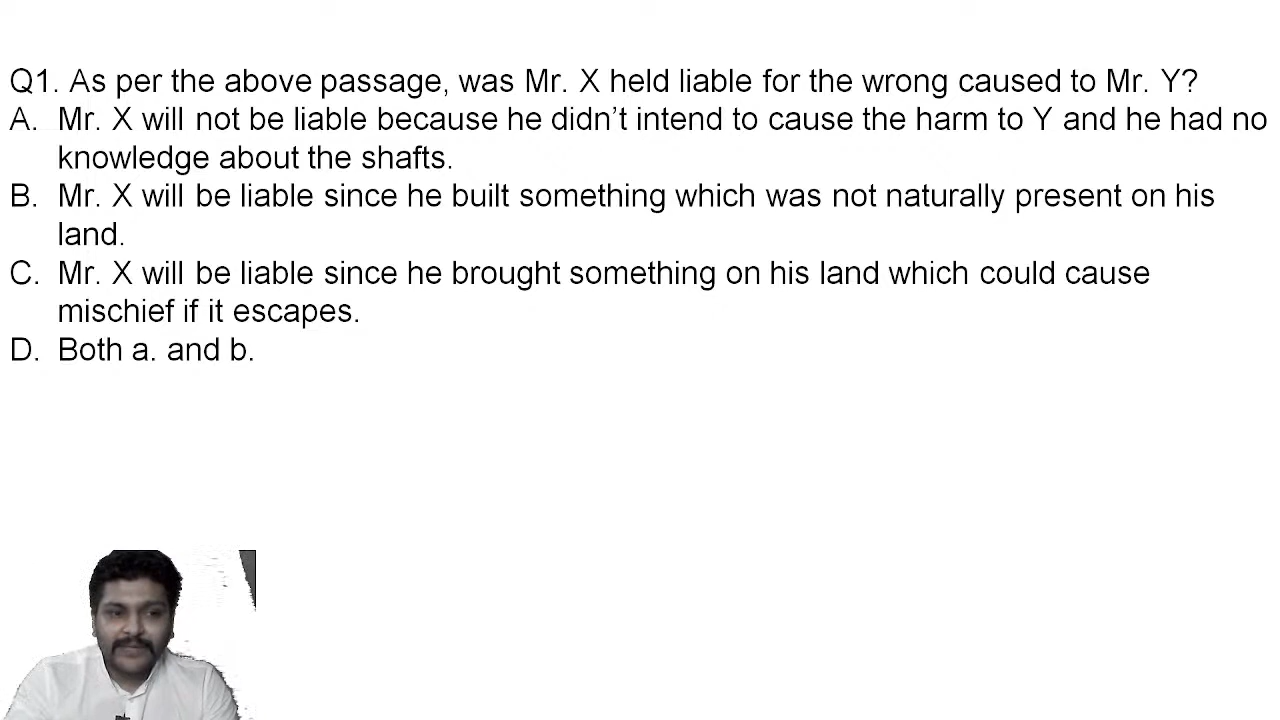 Q1. As per the above passage, was Mr. X held liable for the wrong caused to Mr. Y?
A. Mr. X will not be liable because he didn’t intend to cause the harm to Y and he had no
knowledge about the shafts.
B. Mr. X will be liable since he built something which was not naturally present on his
land.
C. Mr. X will be liable since he brought something on his land which could cause
mischief if it escapes.
D. Both a. and b.